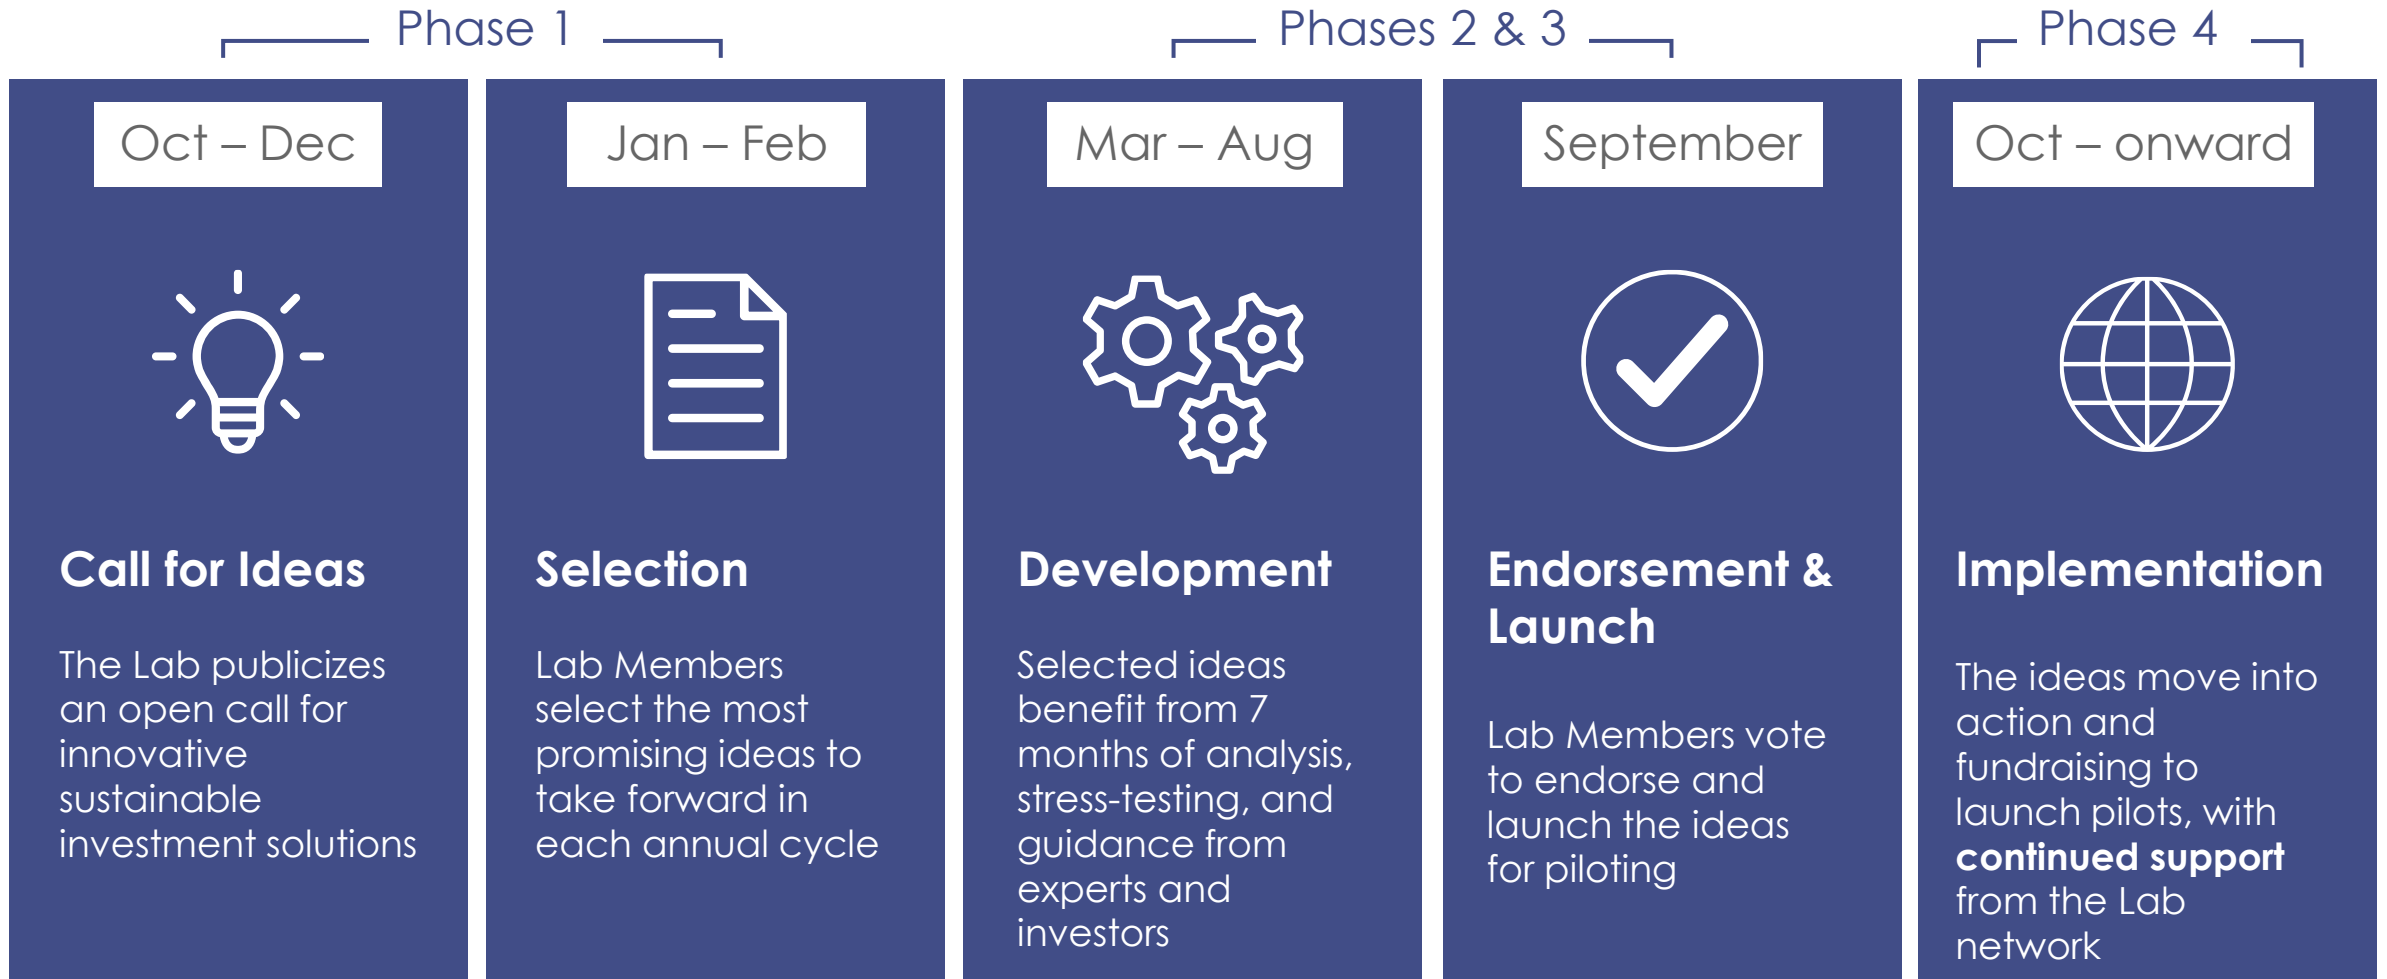 Phase 1
Phases 2 & 3
Phase 4
Oct – Dec
Call for Ideas
The Lab publicizes
an open call for
innovative
sustainable
investment solutions
Jan – Feb
Selection
Lab Members
select the most
promising ideas to
take forward in
each annual cycle
Mar – Aug
Development
Selected ideas
benefit from 7
months of analysis,
stress-testing, and
guidance from
experts and
investors
September
Endorsement &
Launch
Lab Members vote
to endorse and
launch the ideas
for piloting
Oct – onward
Implementation
The ideas move into
action and
fundraising to
launch pilots, with
continued support
from the Lab
network